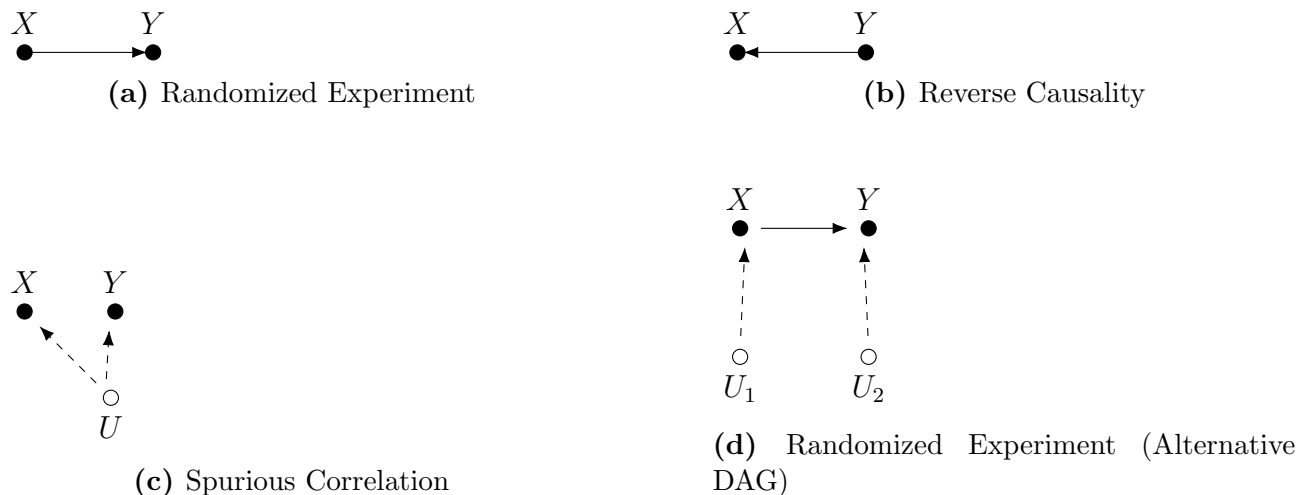 X Y
(a) Randomized Experiment
X Y
(b) Reverse Causality
X Y
U
(c) Spurious Correlation
X Y
U₁ U₂
(d) Randomized Experiment (Alternative
DAG)